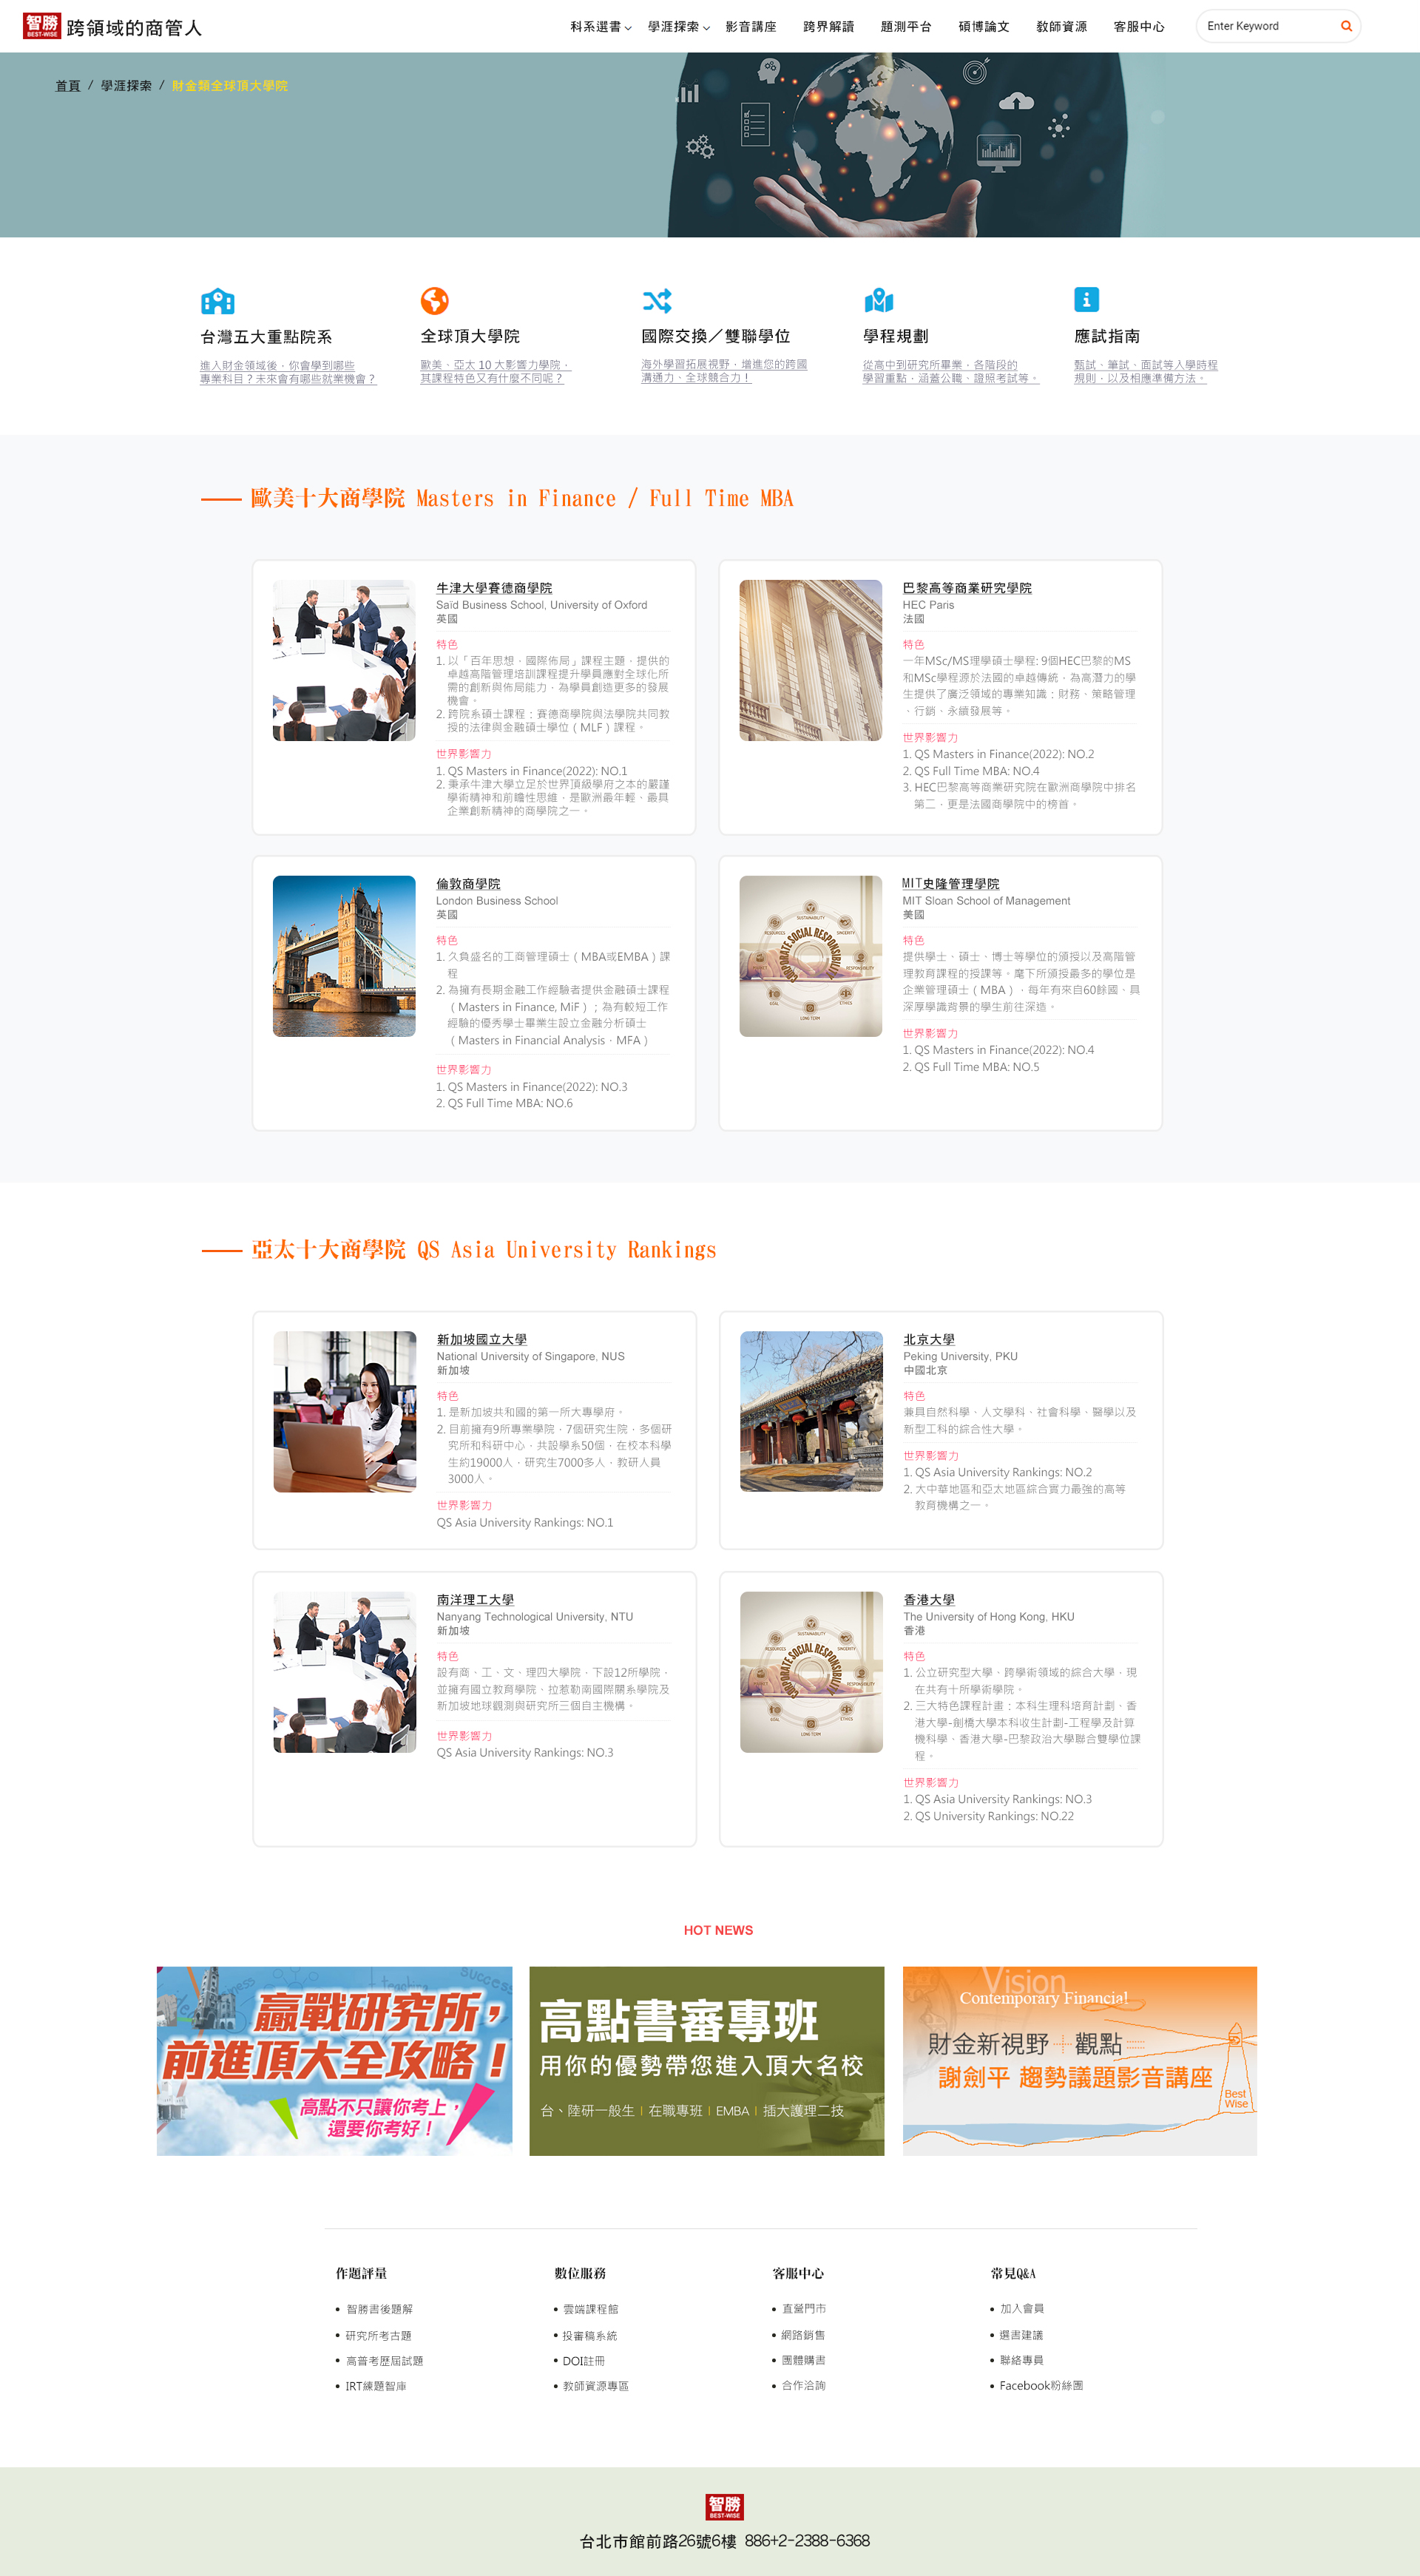 智勝
BEST-WISE
跨領域的商管人
科系選書
學涯探索
影音講座
跨界解讀
題測平台
碩博論文
教師資源
客服中心
Enter Keyword
首頁 / 學涯探索 / 財金類全球頂大學院
台灣五大重點院系
進入財金領域後，你會學到哪些
專業科目？未來會有哪些就業機會？
全球頂大學院
歐美、亞太 10 大影響力學院，
其課程特色又有什麼不同呢？
國際交換／雙聯學位
海外學習拓展視野，增進您的跨國
溝通力、全球競合力！
學程規劃
從高中到研究所畢業，各階段的
學習重點，涵蓋公職、證照考試等。
應試指南
甄試、筆試、面試等入學時程
規則，以及相應準備方法。
歐美十大商學院 Masters in Finance / Full Time MBA
牛津大學賽德商學院
Saïd Business School, University of Oxford
英國
特色
1. 以「百年思想，國際佈局」課程主題，提供的
卓越高階管理培訓課程提升學員應對全球化所
需的創新與佈局能力，為學員創造更多的發展
機會。
2. 跨院系碩士課程：賽德商學院與法學院共同教
授的法律與金融碩士學位（MLF）課程。
世界影響力
1. QS Masters in Finance(2022): NO.1
2. 秉承牛津大學立足於世界頂級學府之本的嚴謹
學術精神和前瞻性思維，是歐洲最年輕、最具
企業創新精神的商學院之一。
巴黎高等商業研究學院
HEC Paris
法國
特色
一年MSc/MS理學碩士學程: 9個HEC巴黎的MS
和MSc學程源於法國的卓越傳統，為高潛力的學
生提供了廣泛領域的專業知識：財務、策略管理
、行銷、永續發展等。
世界影響力
1. QS Masters in Finance(2022): NO.2
2. QS Full Time MBA: NO.4
3. HEC巴黎高等商業研究院在歐洲商學院中排名
第二，更是法國商學院中的榜首。
倫敦商學院
London Business School
英國
特色
1. 久負盛名的工商管理碩士（MBA或EMBA）課
程
2. 為擁有長期金融工作經驗者提供金融碩士課程
（Masters in Finance, MiF）；為有較短工作
經驗的優秀學士畢業生設立金融分析碩士
（Masters in Financial Analysis，MFA）
世界影響力
1. QS Masters in Finance(2022): NO.3
2. QS Full Time MBA: NO.6
SUSTAINABILITY
RESOURCES
SINCERITY
CORPORATE SOCIAL RESPONSIBILITY
RESPONSIBILITY
GOAL
ETHICS
LONG TERM
MIT史隆管理學院
MIT Sloan School of Management
美國
特色
提供學士、碩士、博士等學位的頒授以及高階管
理教育課程的授課等。麾下所頒授最多的學位是
企業管理碩士（MBA），每年有來自60餘國、具
深厚學識背景的學生前往深造。
世界影響力
1. QS Masters in Finance(2022): NO.4
2. QS Full Time MBA: NO.5
亞太十大商學院 QS Asia University Rankings
新加坡國立大學
National University of Singapore, NUS
新加坡
特色
1. 是新加坡共和國的第一所大專學府。
2. 目前擁有9所專業學院，7個研究生院，多個研
究所和科研中心，共設學系50個，在校本科學
生約19000人，研究生7000多人，教研人員
3000人。
世界影響力
QS Asia University Rankings: NO.1
北京大學
Peking University, PKU
中國北京
特色
兼具自然科學、人文學科、社會科學、醫學以及
新型工科的綜合性大學。
世界影響力
1. QS Asia University Rankings: NO.2
2. 大中華地區和亞太地區綜合實力最強的高等
教育機構之一。
南洋理工大學
Nanyang Technological University, NTU
新加坡
特色
設有商、工、文、理四大學院，下設12所學院，
並擁有國立教育學院、拉惹勒南國際關系學院及
新加坡地球觀測與研究所三個自主機構。
世界影響力
QS Asia University Rankings: NO.3
SUSTAINABILITY
RESOURCES
SINCERITY
CORPORATE SOCIAL RESPONSIBILITY
RESPONSIBILITY
GOAL
ETHICS
LONG TERM
香港大學
The University of Hong Kong, HKU
香港
特色
1. 公立研究型大學，跨學術領域的綜合大學，現
在共有十所學術學院。
2. 三大特色課程計畫：本科生理科培育計劃、香
港大學-劍橋大學本科收生計劃-工程學及計算
機科學、香港大學-巴黎政治大學聯合雙學位課
程。
世界影響力
1. QS Asia University Rankings: NO.3
2. QS University Rankings: NO.22
HOT NEWS
success
贏戰研究所，
前進頂大全攻略！
高點不只讓你考上，
還要你考好！
高點書審專班
用你的優勢帶您進入頂大名校
台、陸研一般生 | 在職專班 | EMBA | 插大護理二技
Vision
Contemporary Financial
財金新視野 觀點
謝劍平 趨勢議題影音講座
Best
Wise
作題評量
• 智勝書後題解
• 研究所考古題
• 高普考歷屆試題
• IRT練題智庫
數位服務
• 雲端課程館
• 投審稿系統
• DOI註冊
• 教師資源專區
客服中心
• 直營門市
• 網路銷售
• 團體購書
• 合作洽詢
常見Q&A
• 加入會員
• 選書建議
• 聯絡專員
• Facebook粉絲團
智勝
BEST-WISE
台北市館前路26號6樓 886+2-2388-6368